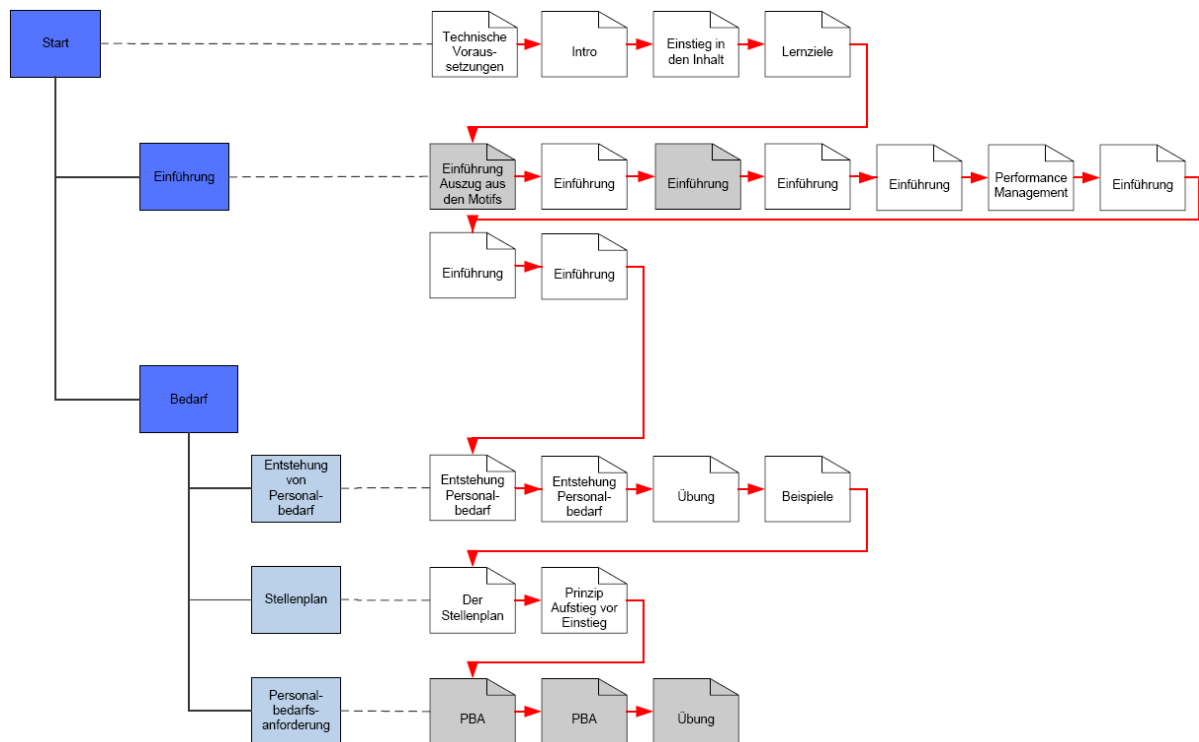 Start
Technische
Voraus-
setzungen
Intro
Einstieg in
den Inhalt
Lernziele
Einführung
Einführung
Auszug aus
den Motifs
Einführung
Einführung
Einführung
Einführung
Performance
Management
Einführung
Einführung
Einführung
Bedarf
Entstehung
von
Personal-
bedarf
Entstehung
Personal-
bedarf
Entstehung
Personal-
bedarf
Übung
Beispiele
Stellenplan
Der
Stellenplan
Prinzip
Aufstieg vor
Einstieg
Personal-
bedarfs-
anforderung
PBA
PBA
Übung